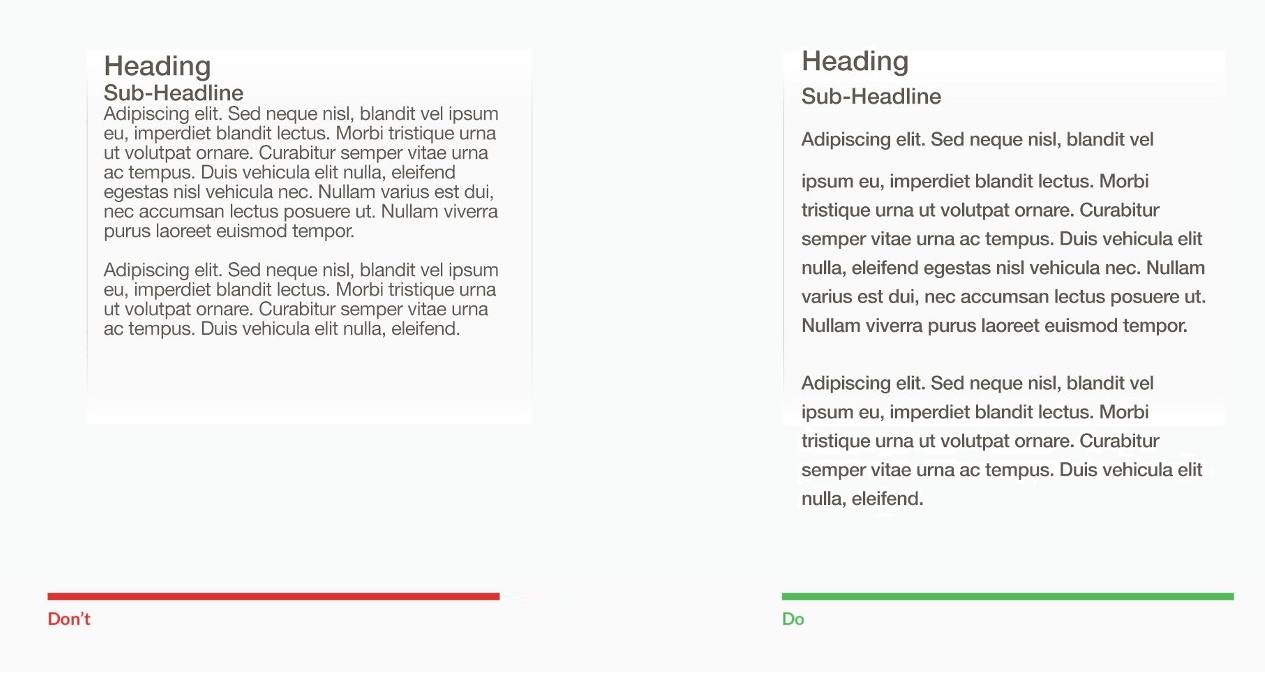 Heading
Sub-Headline
Adipiscing elit. Sed neque nisl, blandit vel ipsum
eu, imperdiet blandit lectus. Morbi tristique urna
ut volutpat ornare. Curabitur semper vitae urna
ac tempus. Duis vehicula elit nulla, eleifend
egestas nisl vehicula nec. Nullam varius est dui,
nec accumsan lectus posuere ut. Nullam viverra
purus laoreet euismod tempor.
Adipiscing elit. Sed neque nisl, blandit vel ipsum
eu, imperdiet blandit lectus. Morbi tristique urna
ut volutpat ornare. Curabitur semper vitae urna
ac tempus. Duis vehicula elit nulla, eleifend.
Don't
Heading
Sub-Headline
Adipiscing elit. Sed neque nisl, blandit vel
ipsum eu, imperdiet blandit lectus. Morbi
tristique urna ut volutpat ornare. Curabitur
semper vitae urna ac tempus. Duis vehicula elit
nulla, eleifend egestas nisl vehicula nec. Nullam
varius est dui, nec accumsan lectus posuere ut.
Nullam viverra purus laoreet euismod tempor.
Adipiscing elit. Sed neque nisl, blandit vel
ipsum eu, imperdiet blandit lectus. Morbi
tristique urna ut volutpat ornare. Curabitur
semper vitae urna ac tempus. Duis vehicula elit
nulla, eleifend.
Do